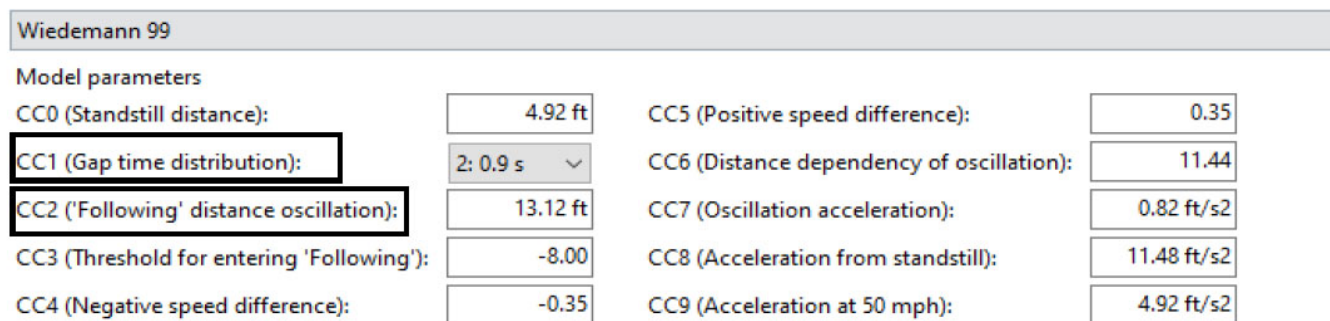 Wiedemann 99
Model parameters
CC0 (Standstill distance): 4.92 ft CC5 (Positive speed difference): 0.35
CC1 (Gap time distribution): 2: 0.9 s CC6 (Distance dependency of oscillation): 11.44
CC2 ('Following' distance oscillation): 13.12 ft CC7 (Oscillation acceleration): 0.82 ft/s2
CC3 (Threshold for entering 'Following'): -8.00 CC8 (Acceleration from standstill): 11.48 ft/s2
CC4 (Negative speed difference): -0.35 CC9 (Acceleration at 50 mph): 4.92 ft/s2